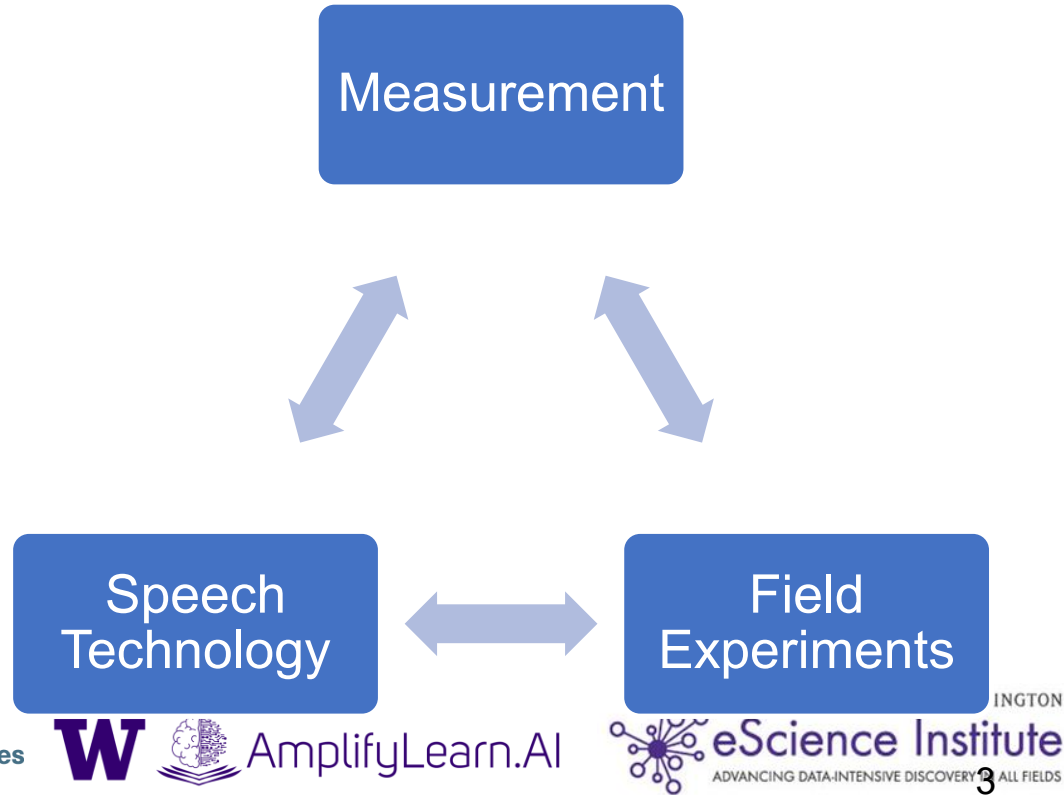 Measurement
Speech
Technology
Field
Experiments
INGTON
es
W
AmplifyLearn.AI
eScience Institute
ADVANCING DATA-INTENSIVE DISCOVERY ALL FIELDS
3